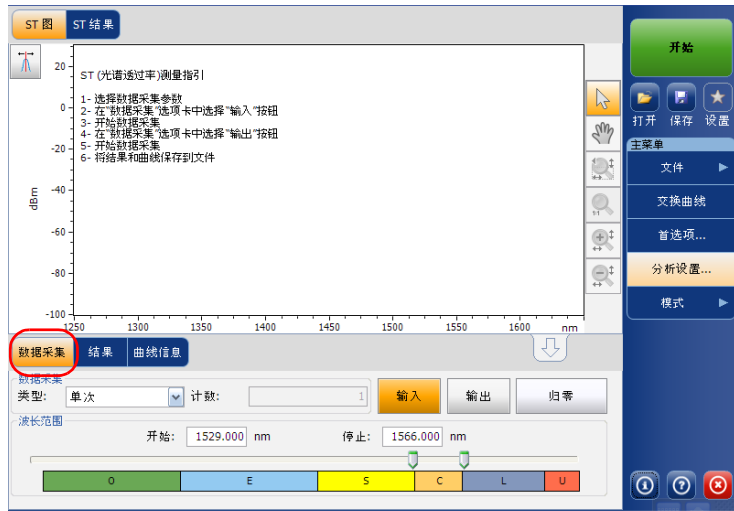 ST 图 ST 结果
ST (光谱透过率)测量指引
1- 选择数据采集参数
2- 在"数据采集"选项卡中选择"输入"按钮
3- 开始数据采集
4- 在"数据采集"选项卡中选择"输出"按钮
5- 开始数据采集
6- 将结果和曲线保存到文件
20
0
-20
-40
-60
-80
-100
dBm
1250 1300 1350 1400 1450 1500 1550 1600 nm
1:1
数据采集 结果 曲线信息
数据采集
类型: 单次 计数: 1 输入 输出 归零
波长范围
开始: 1529.000 nm 停止: 1566.000 nm
O E S C L U
开始
打开 保存 设置
主菜单
文件
交换曲线
首选项...
分析设置...
模式